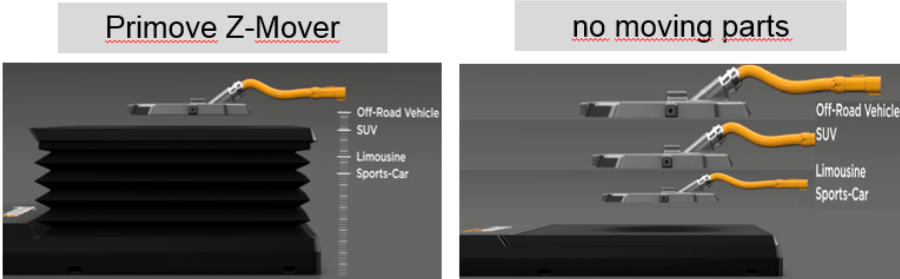 Primove Z-Mover
no moving parts
Off-Road Vehicle
SUV
Limousine
Sports-Car
Off-Road Vehicle
SUV
Limousine
Sports-Car